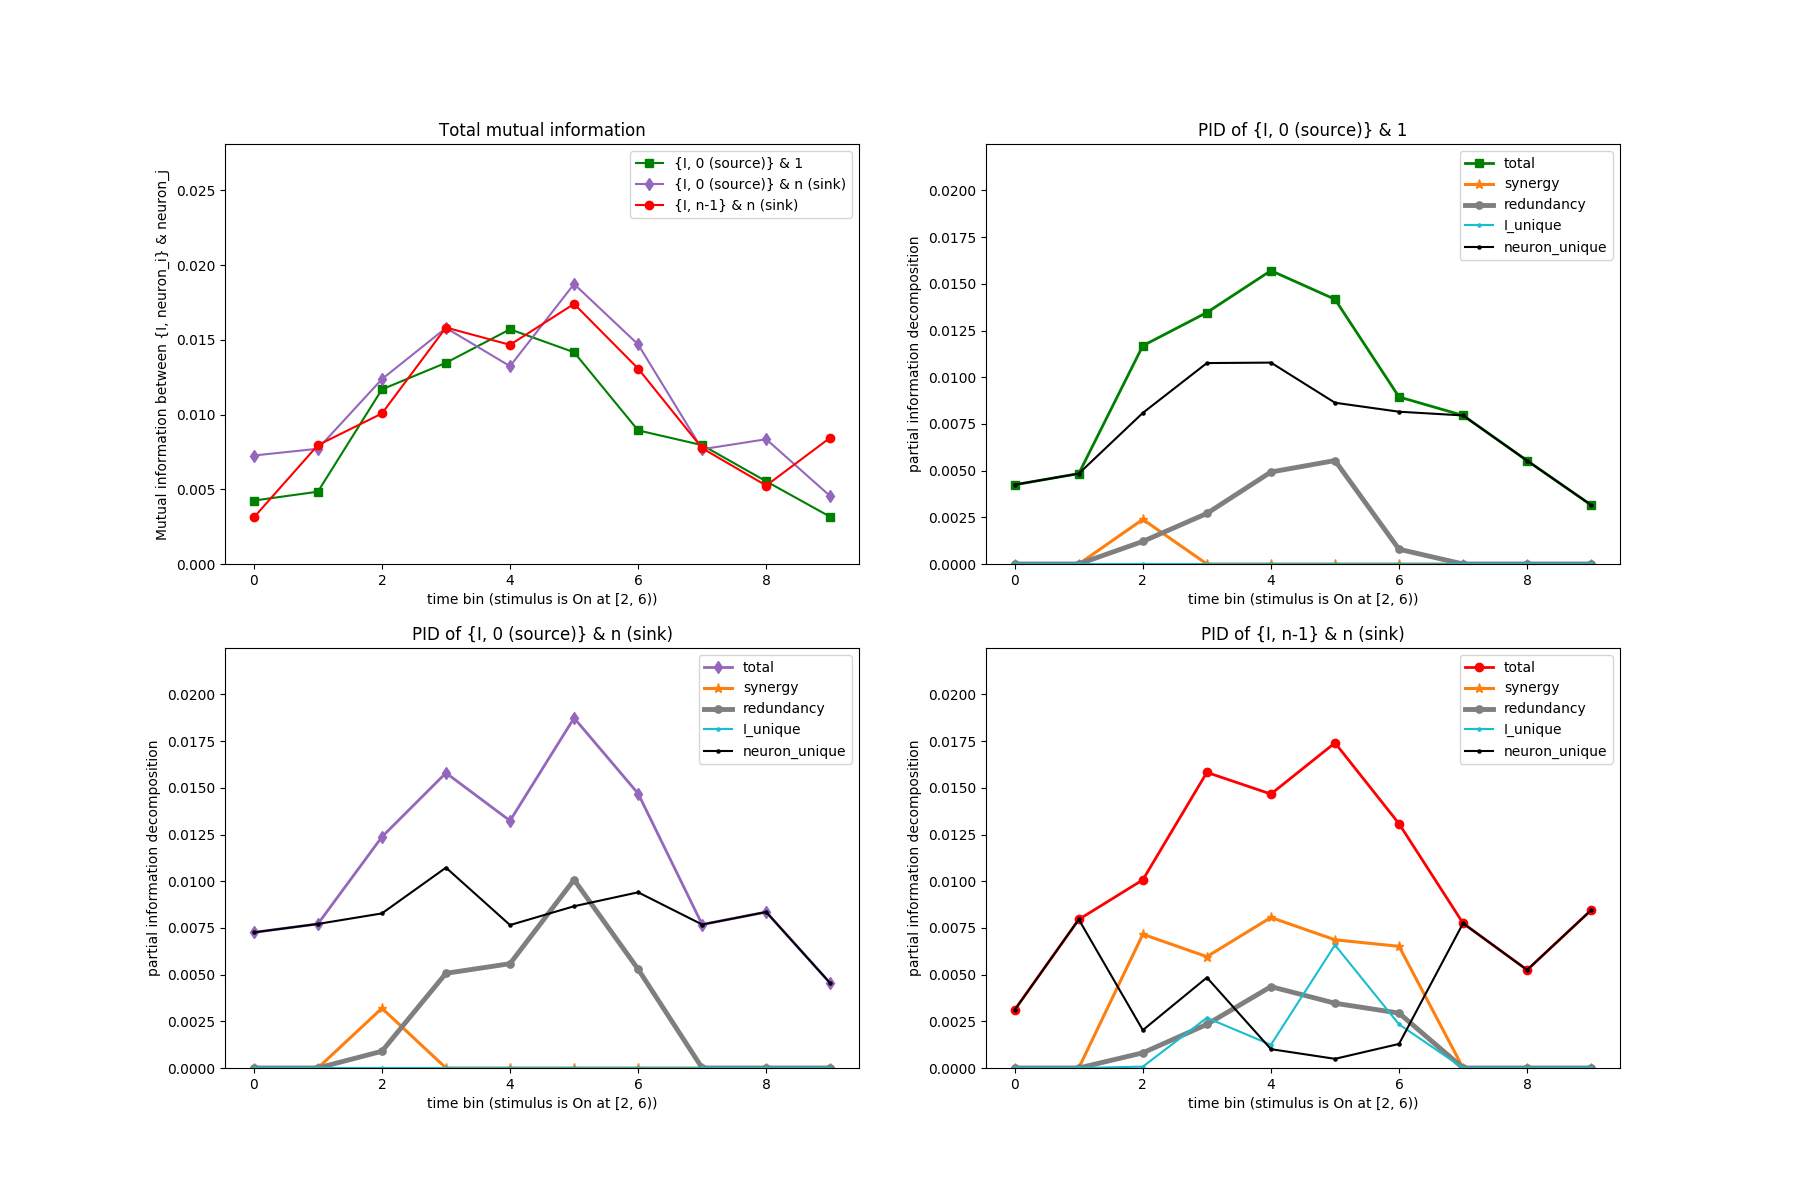 Total mutual information
Mutual information between {I, neuron_i} & neuron_j
0.025
0.020
0.015
0.010
0.005
0.000
{I, 0 (source)} & 1
{I, 0 (source)} & n (sink)
{I, n-1} & n (sink)
0 2 4 6 8
time bin (stimulus is On at [2, 6))
PID of {I, 0 (source)} & 1
partial information decomposition
0.0200
0.0175
0.0150
0.0125
0.0100
0.0075
0.0050
0.0025
0.0000
total
synergy
redundancy
I_unique
neuron_unique
0 2 4 6 8
time bin (stimulus is On at [2, 6))
PID of {I, 0 (source)} & n (sink)
partial information decomposition
0.0200
0.0175
0.0150
0.0125
0.0100
0.0075
0.0050
0.0025
0.0000
total
synergy
redundancy
I_unique
neuron_unique
0 2 4 6 8
time bin (stimulus is On at [2, 6))
PID of {I, n-1} & n (sink)
partial information decomposition
0.0200
0.0175
0.0150
0.0125
0.0100
0.0075
0.0050
0.0025
0.0000
total
synergy
redundancy
I_unique
neuron_unique
0 2 4 6 8
time bin (stimulus is On at [2, 6))